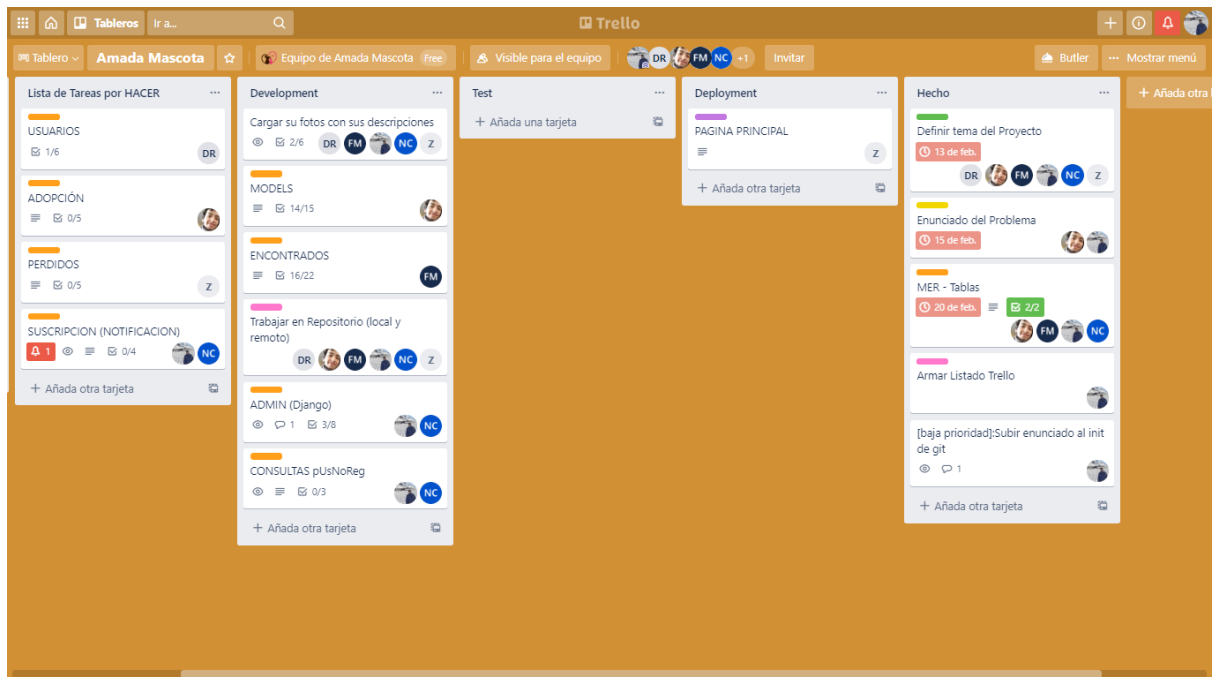 Tableros
Ir a...
Trello
Tablero
Amada Mascota
Equipo de Amada Mascota Free
Visible para el equipo
DR
FM
NC
+1
Invitar
Butler
Mostrar menú
Lista de Tareas por HACER
USUARIOS
1/6
DR
ADOPCIÓN
0/5
PERDIDOS
0/5
Z
SUSCRIPCION (NOTIFICACION)
1
0/4
NC
+ Añada otra tarjeta
Development
Cargar su fotos con sus descripciones
2/6
DR
FM
NC
Z
MODELS
14/15
ENCONTRADOS
16/22
FM
Trabajar en Repositorio (local y
remoto)
DR
FM
NC
Z
ADMIN (Django)
1
3/8
NC
CONSULTAS pUsNoReg
0/3
NC
+ Añada otra tarjeta
Test
+ Añada una tarjeta
Deployment
PAGINA PRINCIPAL
Z
+ Añada otra tarjeta
Hecho
Definir tema del Proyecto
13 de feb.
DR
FM
NC
Z
Enunciado del Problema
15 de feb.
MER - Tablas
20 de feb.
2/2
FM
NC
Armar Listado Trello
[baja prioridad]:Subir enunciado al init
de git
1
+ Añada otra tarjeta
+ Añada otra